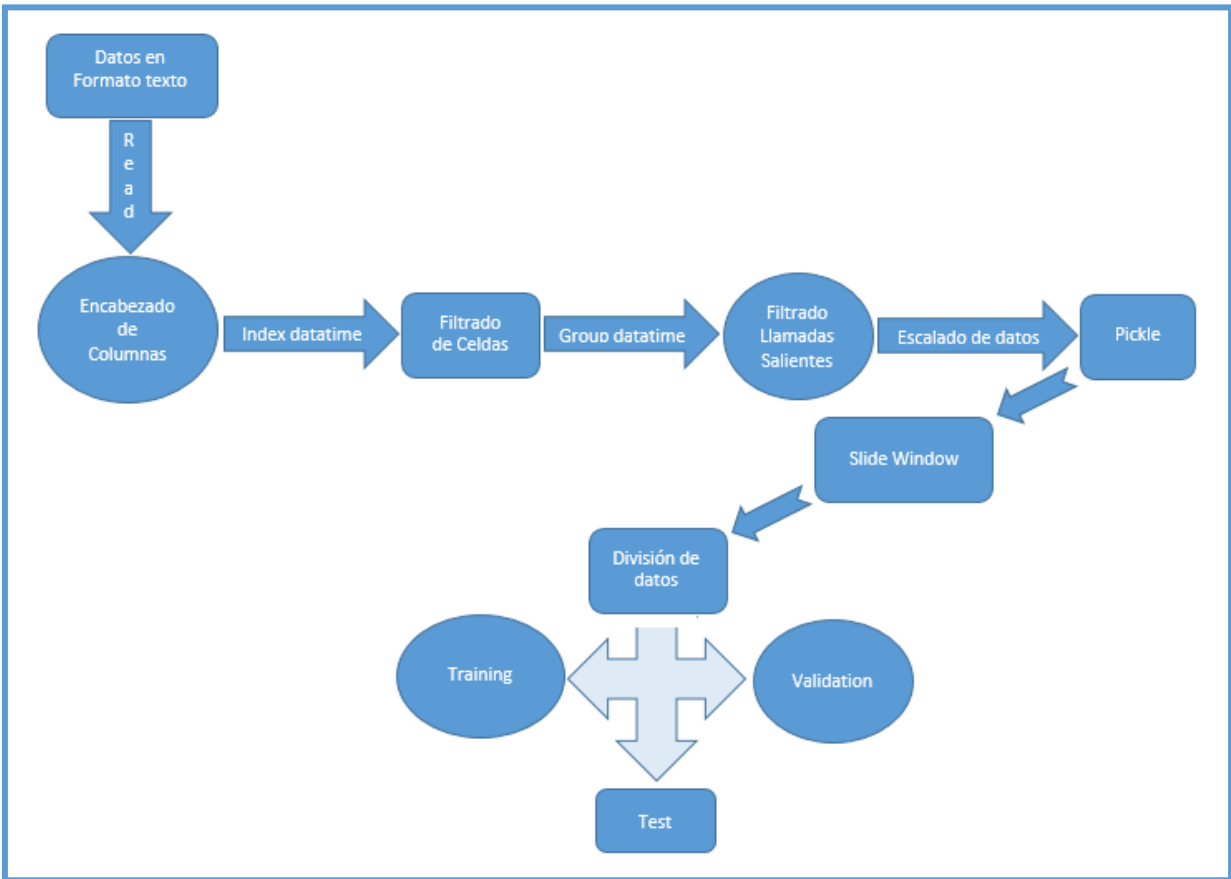 Datos en
Formato texto
Read
Encabezado
de
Columnas
Index datatime
Filtrado
de Celdas
Group datatime
Filtrado
Llamadas
Salientes
Escalado de datos
Pickle
Slide Window
División de
datos
Training
Validation
Test